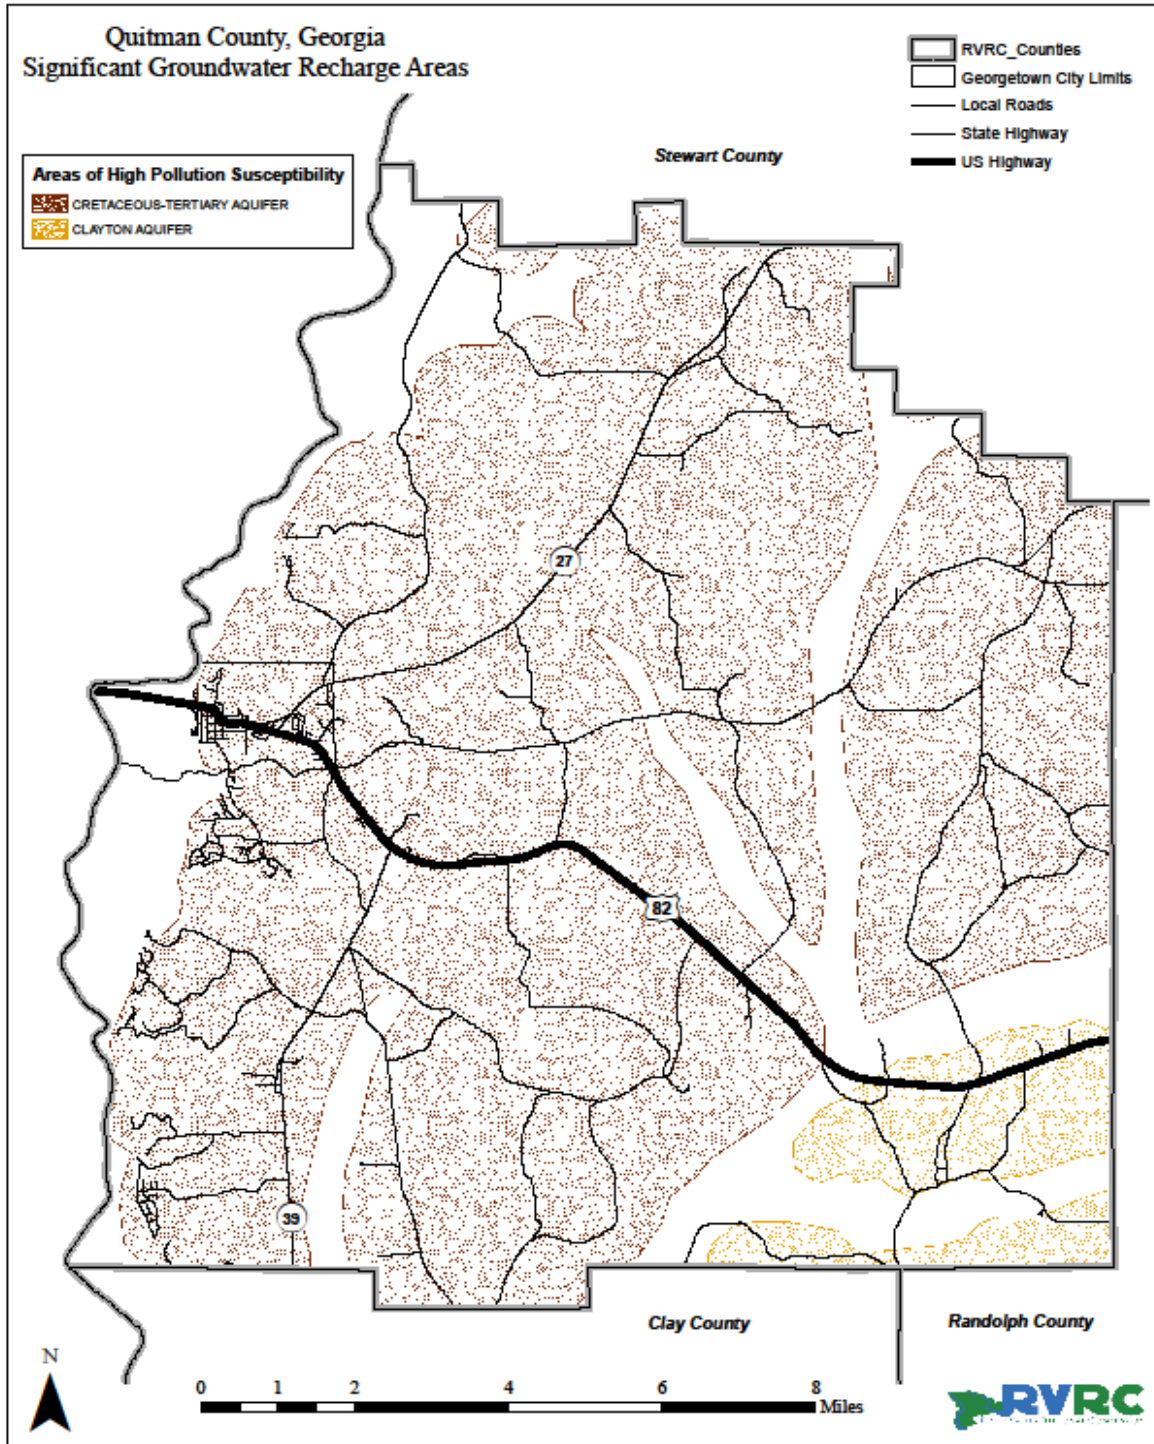 Quitman County, Georgia
Significant Groundwater Recharge Areas
RVRC_Counties
Georgetown City Limits
Local Roads
State Highway
US Highway
Stewart County
Areas of High Pollution Susceptibility
CRETACEOUS-TERTIARY AQUIFER
CLAYTON AQUIFER
27
82
39
Clay County
Randolph County
N
0 1 2 4 6 8
Miles
RVRC